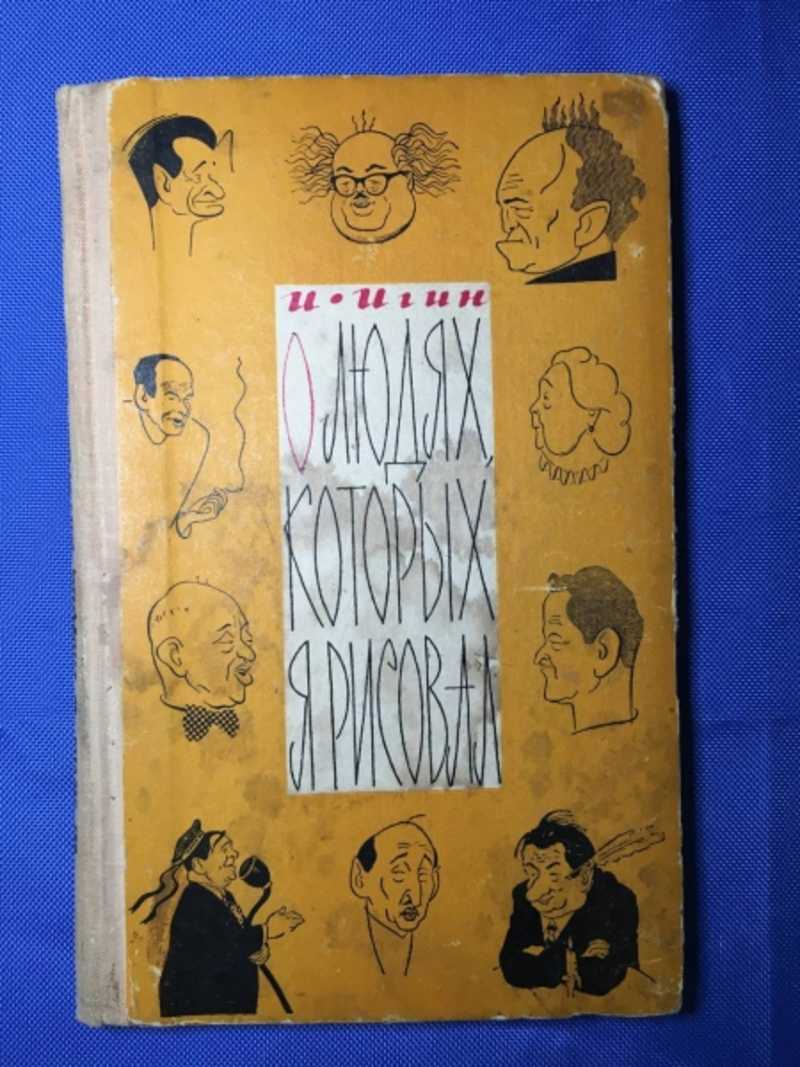 И • Игин
О ЛЮДЯХ,
КОТОРЫХ
Я РИСОВАЛ